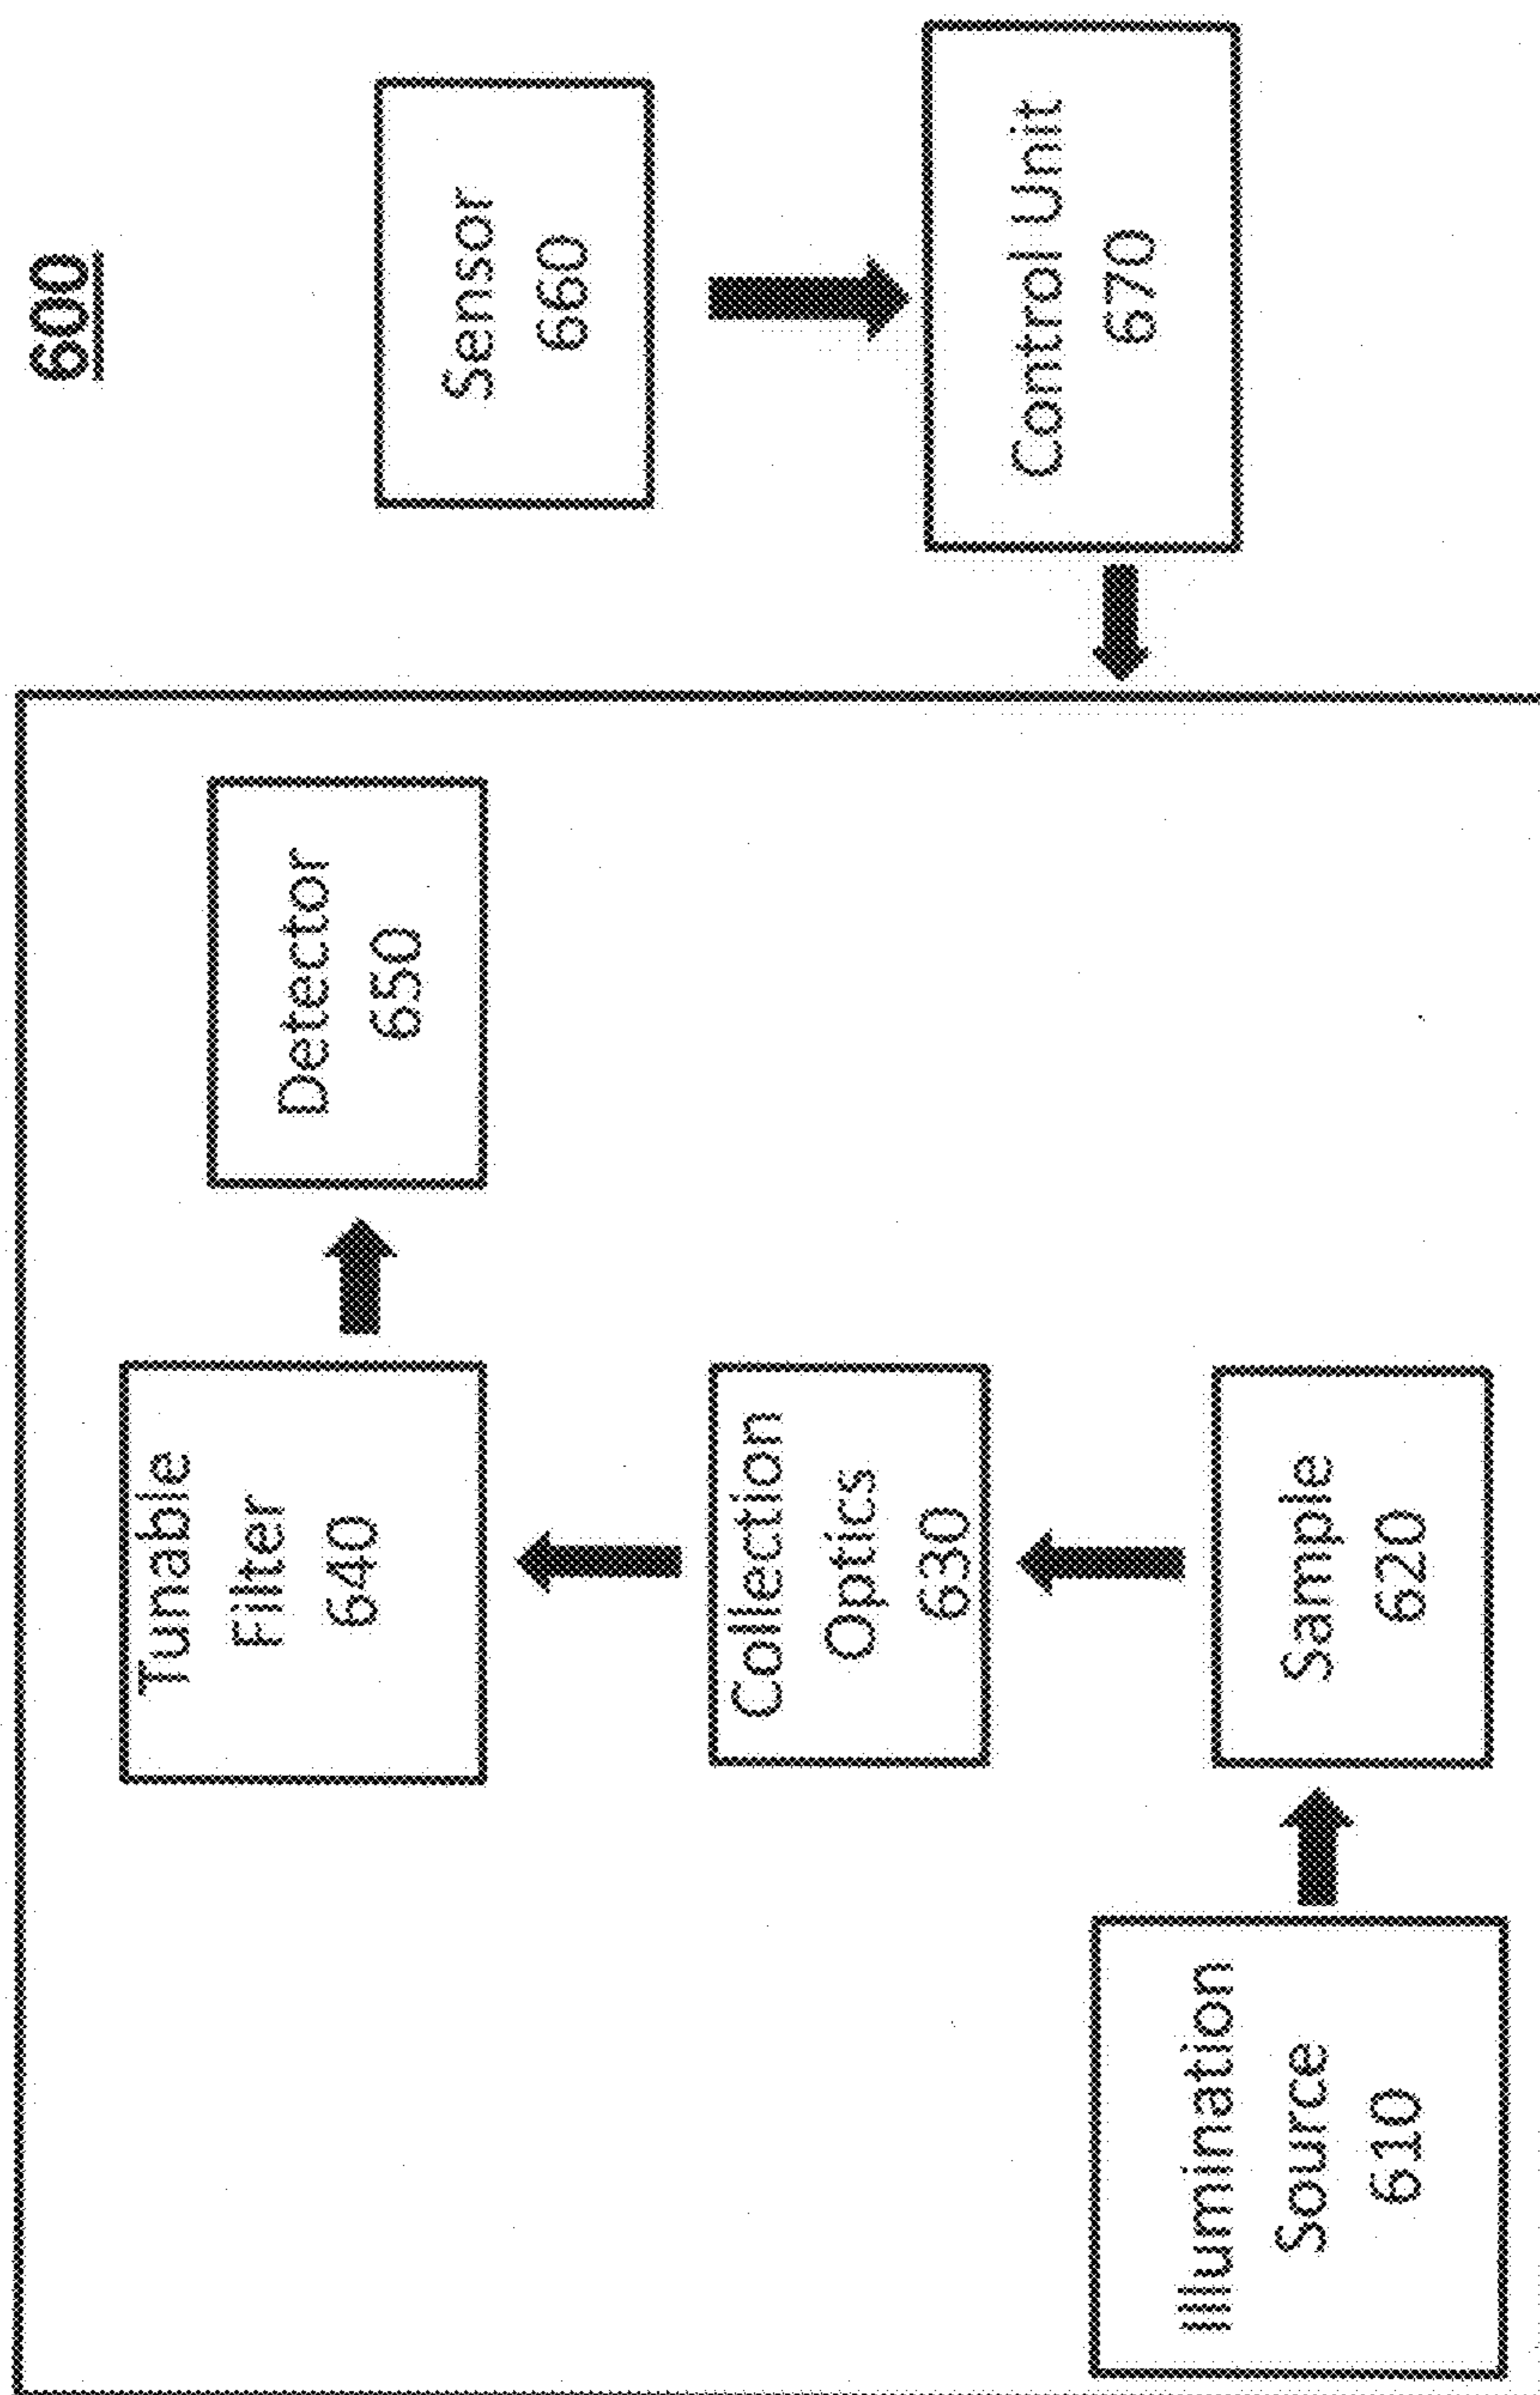 600
Tunable
Filter
640
Detector
650
Sensor
660
Collection
Optics
630
Control Unit
670
Illumination
Source
610
Sample
620